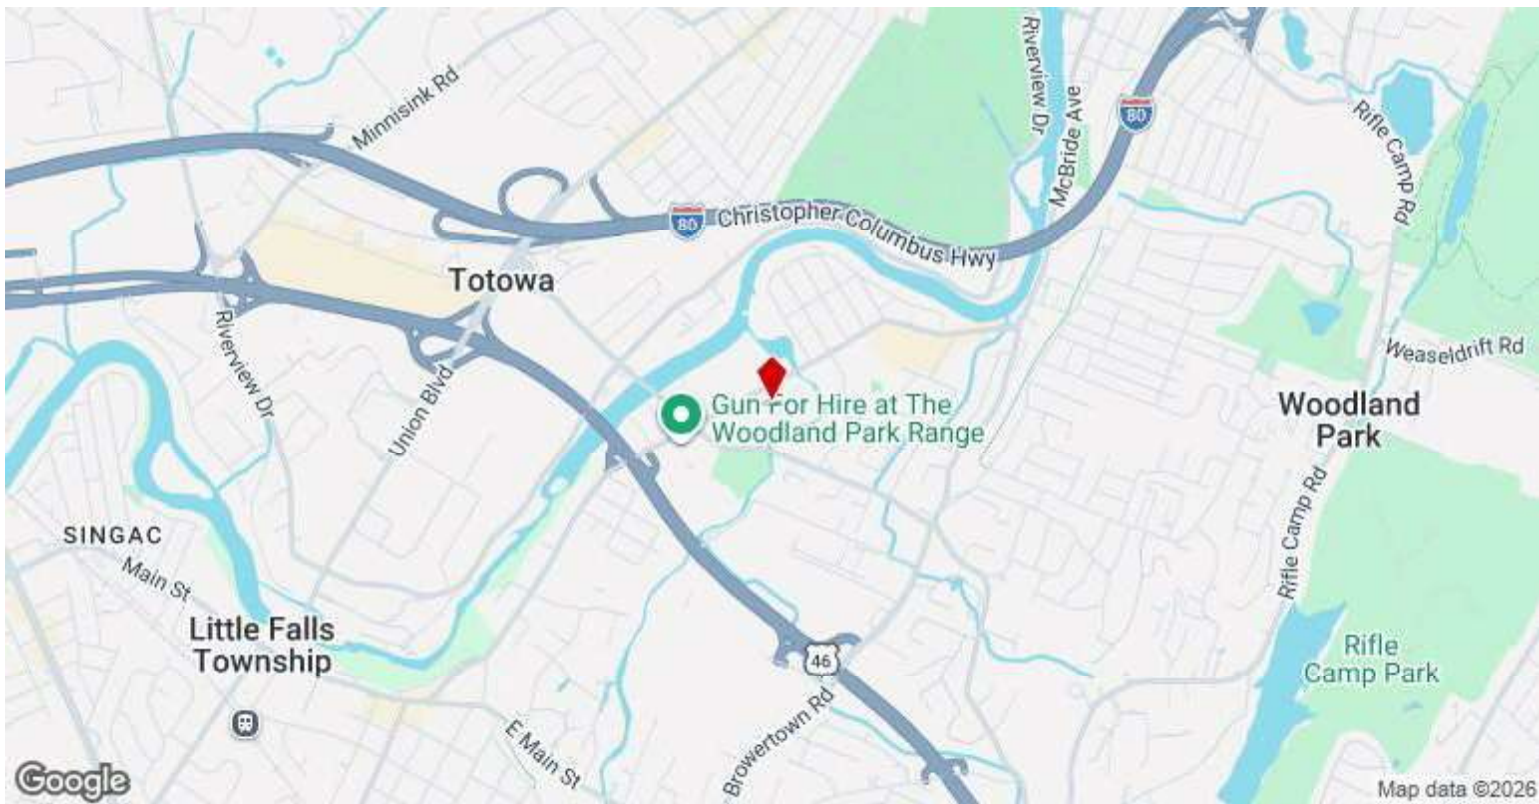 Minnisink Rd
Riverview Dr
McBride Ave
80
Rifle Camp Rd
80
Christopher Columbus Hwy
Totowa
Riverview Dr
Union Blvd
Weaseldrift Rd
Gun For Hire at The
Woodland Park Range
Woodland
Park
SINGAC
Main St
Rifle Camp Rd
Little Falls
Township
46
Rifle
Camp Park
E Main St
Browertown Rd
Google
Map data ©2026